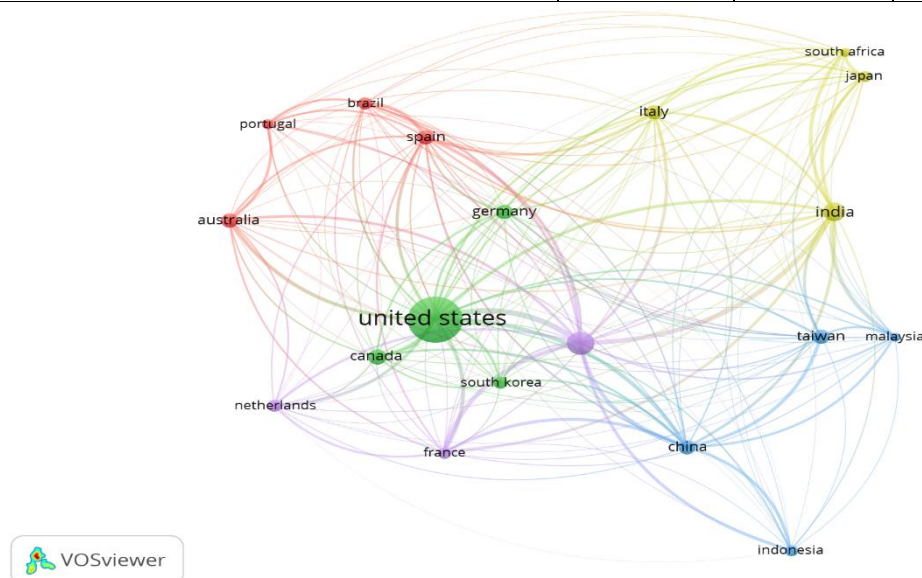 south africa
japan
brazil
italy
portugal
spain
germany
india
australia
united states
taiwan
malaysia
canada
south korea
netherlands
china
france
indonesia
VOSviewer